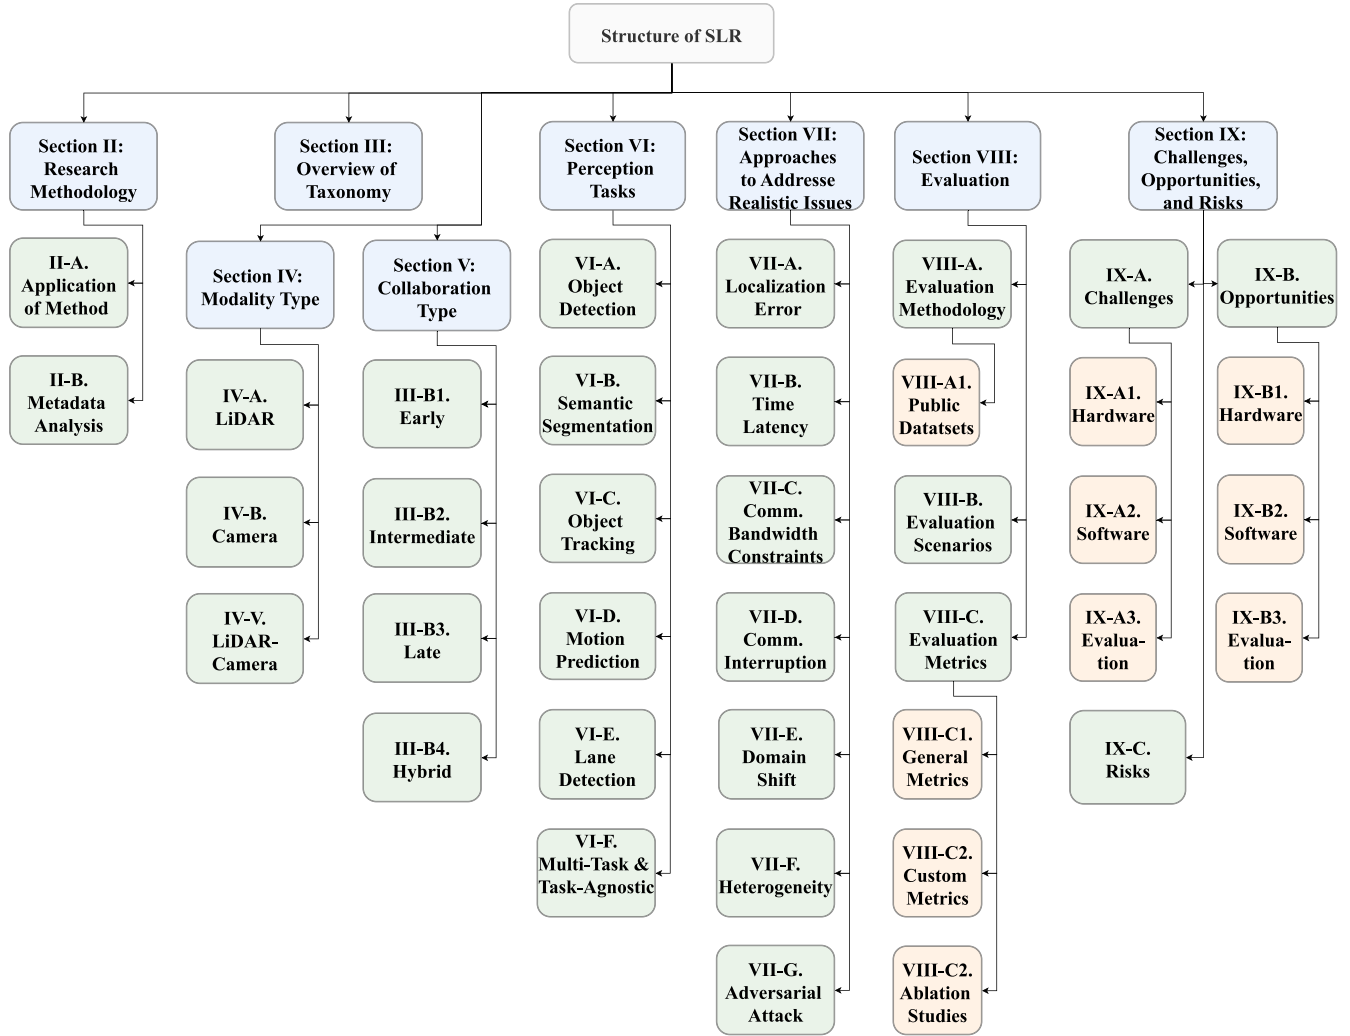 Structure of SLR
Section II:
Research
Methodology
II-A.
Application
of Method
II-B.
Metadata
Analysis
Section III:
Overview of
Taxonomy
Section IV:
Modality Type
IV-A.
LiDAR
IV-B.
Camera
IV-V.
LiDAR-
Camera
Section V:
Collaboration
Type
III-B1.
Early
III-B2.
Intermediate
III-B3.
Late
III-B4.
Hybrid
Section VI:
Perception
Tasks
VI-A.
Object
Detection
VI-B.
Semantic
Segmentation
VI-C.
Object
Tracking
VI-D.
Motion
Prediction
VI-E.
Lane
Detection
VI-F.
Multi-Task &
Task-Agnostic
Section VII:
Approaches
to Addresse
Realistic Issues
VII-A.
Localization
Error
VII-B.
Time
Latency
VII-C.
Comm.
Bandwidth
Constraints
VII-D.
Comm.
Interruption
VII-E.
Domain
Shift
VII-F.
Heterogeneity
VII-G.
Adversarial
Attack
Section VIII:
Evaluation
VIII-A.
Evaluation
Methodology
VIII-A1.
Public
Datatsets
VIII-B.
Evaluation
Scenarios
VIII-C.
Evaluation
Metrics
VIII-C1.
General
Metrics
VIII-C2.
Custom
Metrics
VIII-C2.
Ablation
Studies
Section IX:
Challenges,
Opportunities,
and Risks
IX-A.
Challenges
IX-A1.
Hardware
IX-A2.
Software
IX-A3.
Evalua-
tion
IX-B.
Opportunities
IX-B1.
Hardware
IX-B2.
Software
IX-B3.
Evalua-
tion
IX-C.
Risks